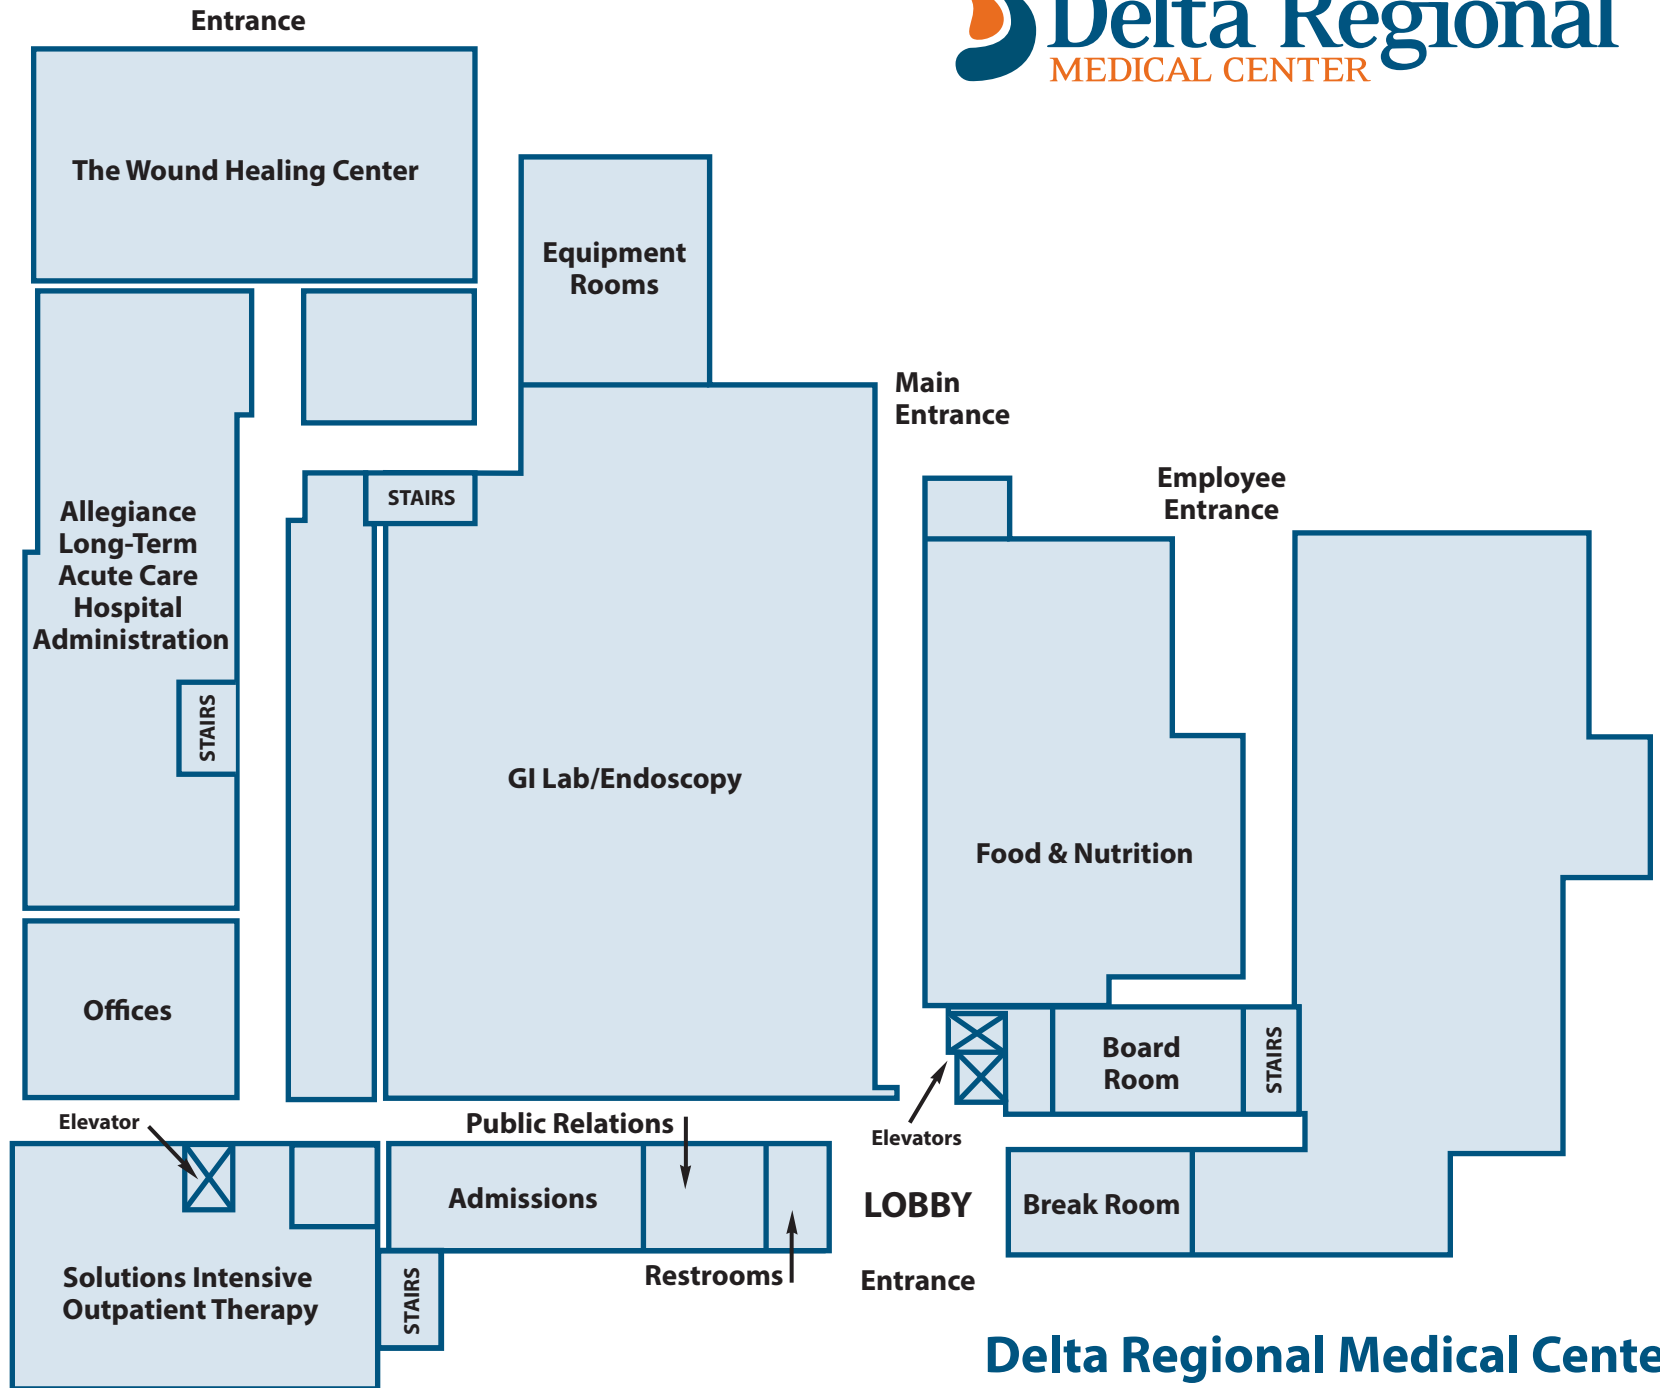 Entrance
Delta Regional
MEDICAL CENTER
The Wound Healing Center
Equipment
Rooms
Main
Entrance
Employee
Entrance
STAIRS
Allegiance
Long-Term
Acute Care
Hospital
Administration
STAIRS
GI Lab/Endoscopy
Food & Nutrition
Offices
Board
Room
STAIRS
Elevator
Public Relations
Elevators
Admissions
LOBBY
Break Room
Solutions Intensive
Outpatient Therapy
STAIRS
Restrooms
Entrance
Delta Regional Medical Cente